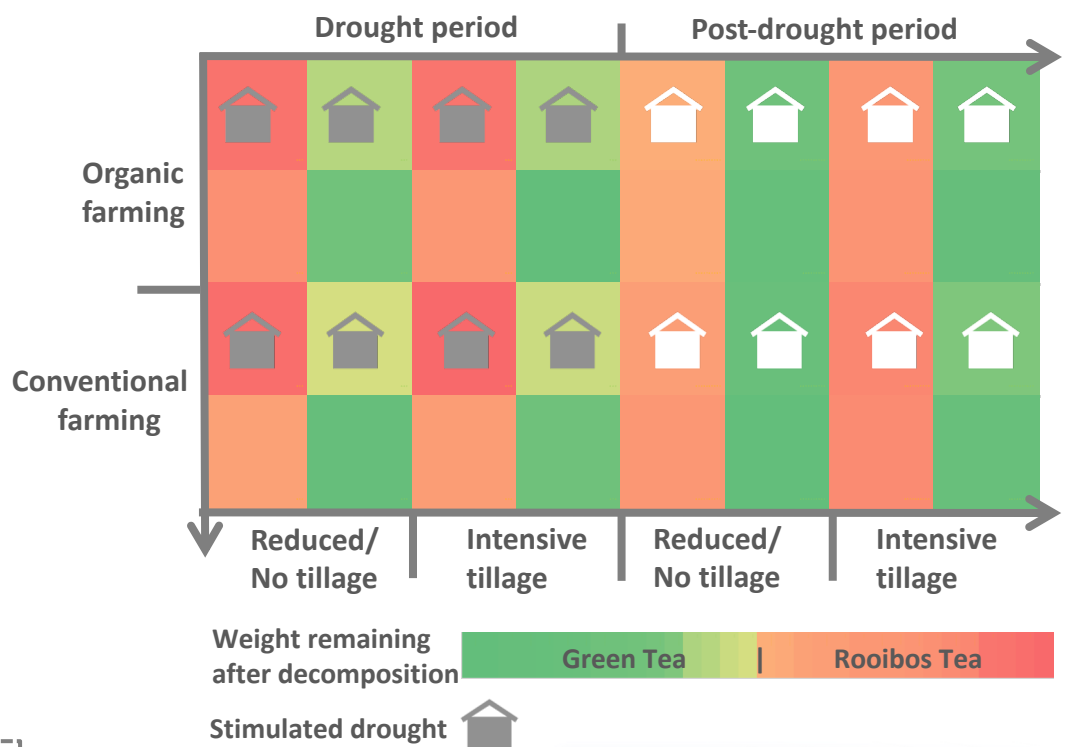 Drought period
Post-drought period
Organic
farming
Conventional
farming
Reduced/
No tillage
Intensive
tillage
Reduced/
No tillage
Intensive
tillage
Weight remaining
after decomposition
Green Tea
|
Rooibos Tea
Stimulated drought